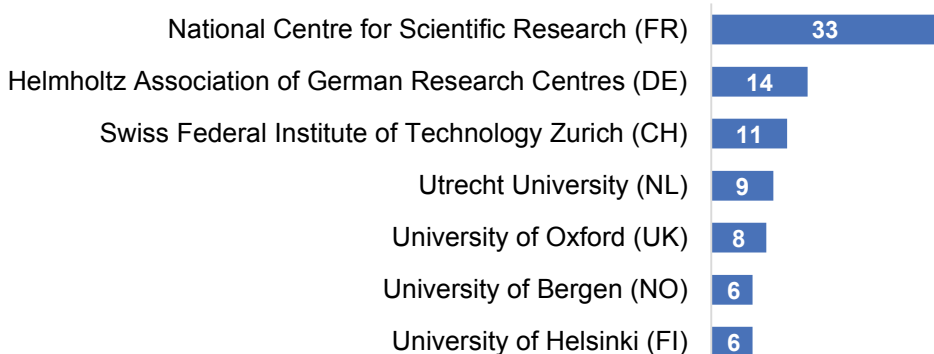 National Centre for Scientific Research (FR) 33
Helmholtz Association of German Research Centres (DE) 14
Swiss Federal Institute of Technology Zurich (CH) 11
Utrecht University (NL) 9
University of Oxford (UK) 8
University of Bergen (NO) 6
University of Helsinki (FI) 6